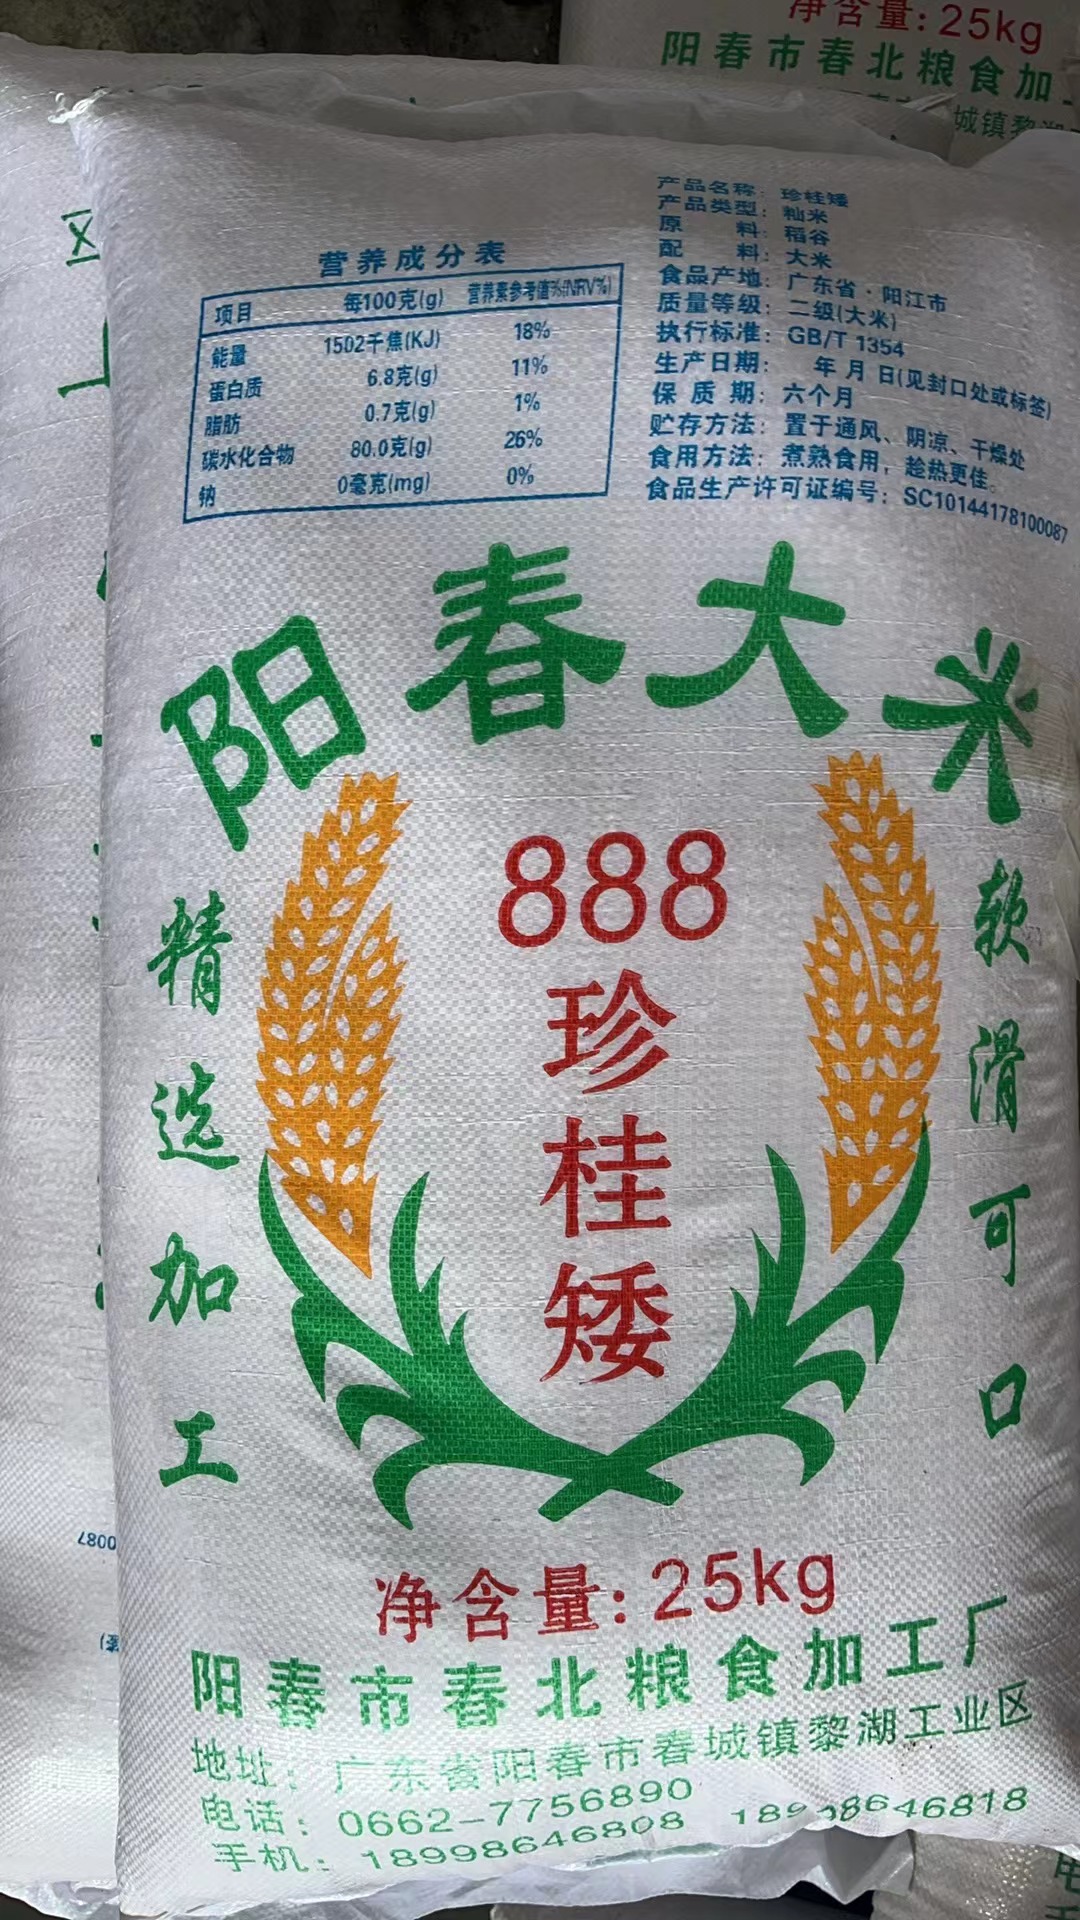 净含量:25kg
阳春市春北粮食加
城镇黎湖
区
营养成分表
项目 每100克(g) 营养素参考值%(NRV%)
能量 1502千焦(KJ) 18%
蛋白质 6.8克(g) 11%
脂肪 0.7克(g) 1%
碳水化合物 80.0克(g) 26%
钠 0毫克(mg) 0%
产品名称：珍桂矮
产品类型：籼米
原料：稻谷
配料：大米
食品产地：广东省·阳江市
质量等级：二级(大米)
执行标准：GB/T 1354
生产日期： 年 月 日(见封口处或标签)
保质期：六个月
贮存方法：置于通风、阴凉、干燥处
食用方法：煮熟食用，趁热更佳。
食品生产许可证编号：SC10144178100087
阳春大米
888
珍桂矮
精选加工
软滑可口
净含量:25kg
阳春市春北粮食加工厂
地址：广东省阳春市春城镇黎湖工业区
电话：0662-7756890
手机：18998646808 18998646818
0087